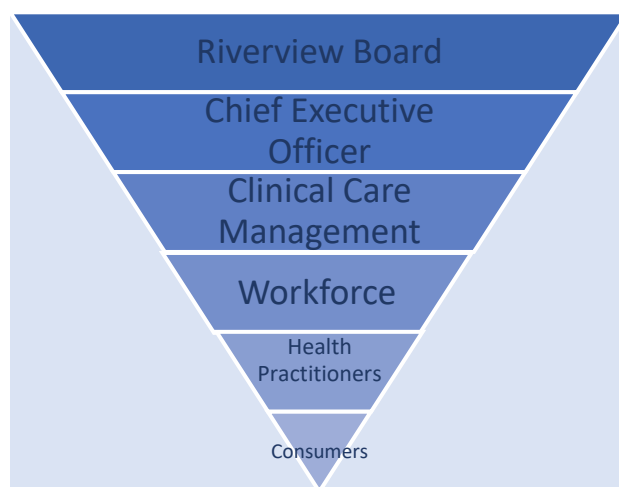 Riverview Board
Chief Executive
Officer
Clinical Care
Management
Workforce
Health
Practitioners
Consumers